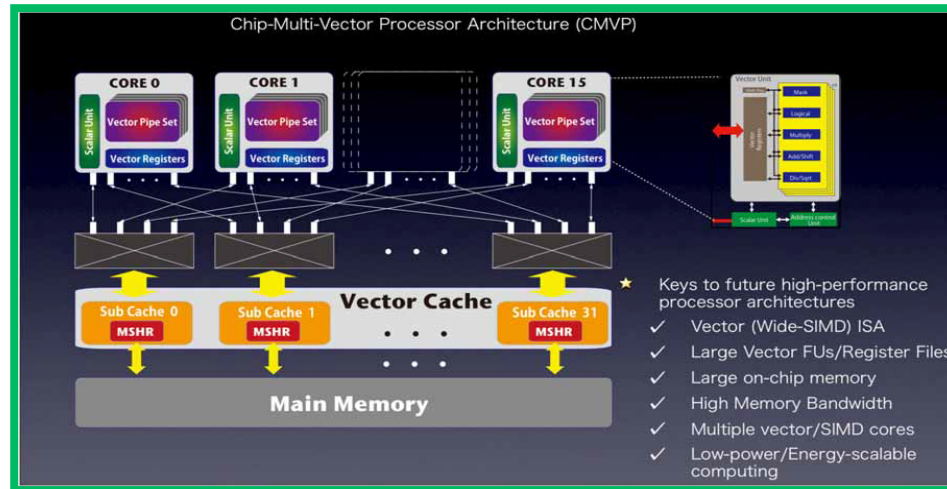 Chip-Multi-Vector Processor Architecture (CMVP)
CORE 0
Scalar Unit
Vector Pipe Set
Vector Registers
CORE 1
Scalar Unit
Vector Pipe Set
Vector Registers
CORE 15
Scalar Unit
Vector Pipe Set
Vector Registers
Vector Unit
Vector
Registers
Mask
Logical
Multiply
Add/Shift
Div/Sqrt
Scalar Unit
Address control
Unit
Vector Cache
Sub Cache 0
MSHR
Sub Cache 1
MSHR
Sub Cache 31
MSHR
Main Memory
Keys to future high-performance
processor architectures
✓ Vector (Wide-SIMD) ISA
✓ Large Vector FUs/Register Files
✓ Large on-chip memory
✓ High Memory Bandwidth
✓ Multiple vector/SIMD cores
✓ Low-power/Energy-scalable
computing